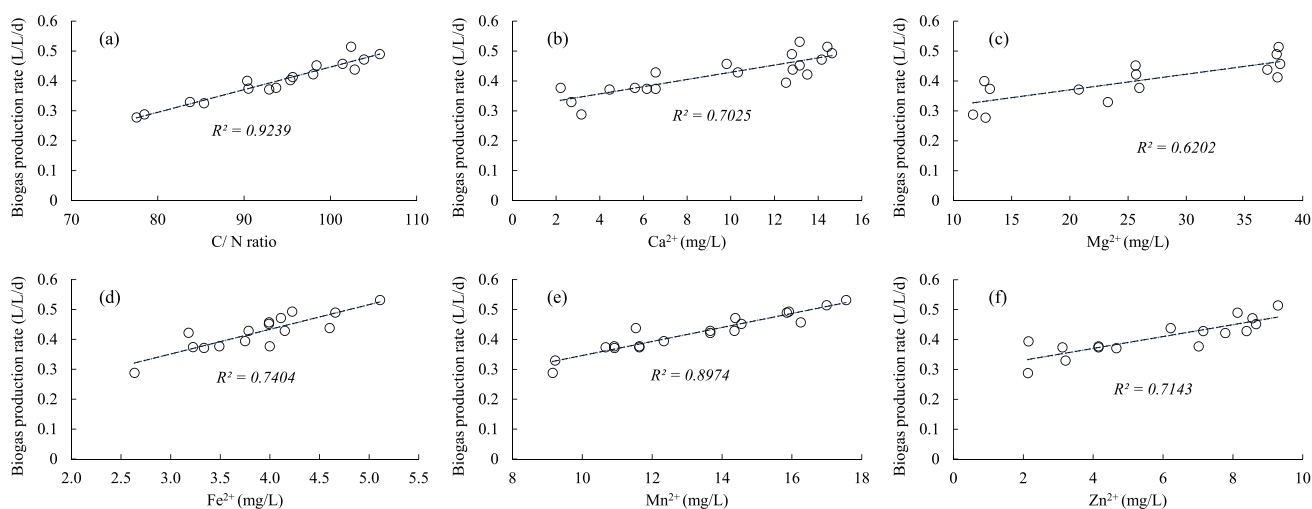 Biogas production rate (L/L/d)
0.6
0.5
0.4
0.3
0.2
0.1
0
(a)
R² = 0.9239
70 80 90 100 110
C/ N ratio
Biogas production rate (L/L/d)
0.6
0.5
0.4
0.3
0.2
0.1
0
(b)
R² = 0.7025
0 2 4 6 8 10 12 14 16
Ca²⁺ (mg/L)
Biogas production rate (L/L/d)
0.6
0.5
0.4
0.3
0.2
0.1
0
(c)
R² = 0.6202
10 20 30 40
Mg²⁺ (mg/L)
Biogas production rate (L/L/d)
0.6
0.5
0.4
0.3
0.2
0.1
0
(d)
R² = 0.7404
2.0 2.5 3.0 3.5 4.0 4.5 5.0 5.5
Fe²⁺ (mg/L)
Biogas production rate (L/L/d)
0.6
0.5
0.4
0.3
0.2
0.1
0
(e)
R² = 0.8974
8 10 12 14 16 18
Mn²⁺ (mg/L)
Biogas production rate (L/L/d)
0.6
0.5
0.4
0.3
0.2
0.1
0
(f)
R² = 0.7143
0 2 4 6 8 10
Zn²⁺ (mg/L)